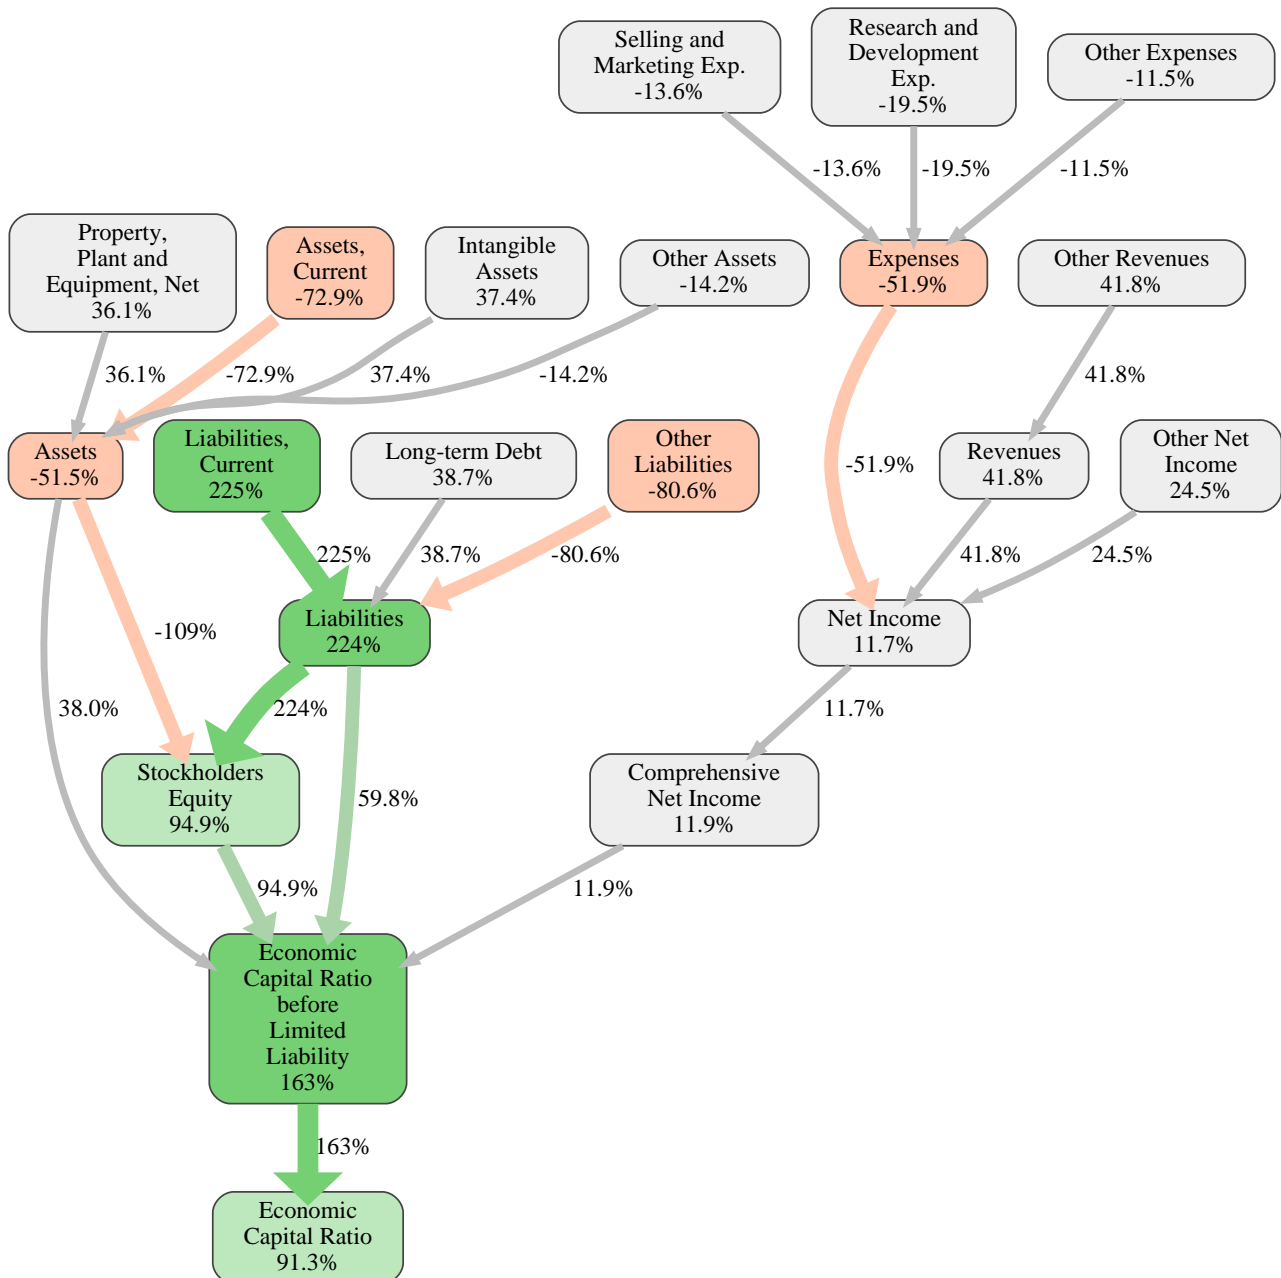 Selling and
Marketing Exp.
-13.6%
Research and
Development
Exp.
-19.5%
Other Expenses
-11.5%
-13.6%
-19.5%
-11.5%
Property,
Plant and
Equipment, Net
36.1%
Assets,
Current
-72.9%
Intangible
Assets
37.4%
Other Assets
-14.2%
Expenses
-51.9%
Other Revenues
41.8%
36.1%
-72.9%
37.4%
-14.2%
41.8%
Assets
-51.5%
Liabilities,
Current
225%
Long-term Debt
38.7%
Other
Liabilities
-80.6%
-51.9%
Revenues
41.8%
Other Net
Income
24.5%
225%
38.7%
-80.6%
41.8%
24.5%
-109%
Liabilities
224%
Net Income
11.7%
38.0%
224%
11.7%
Stockholders
Equity
94.9%
59.8%
Comprehensive
Net Income
11.9%
94.9%
11.9%
Economic
Capital Ratio
before
Limited
Liability
163%
163%
Economic
Capital Ratio
91.3%